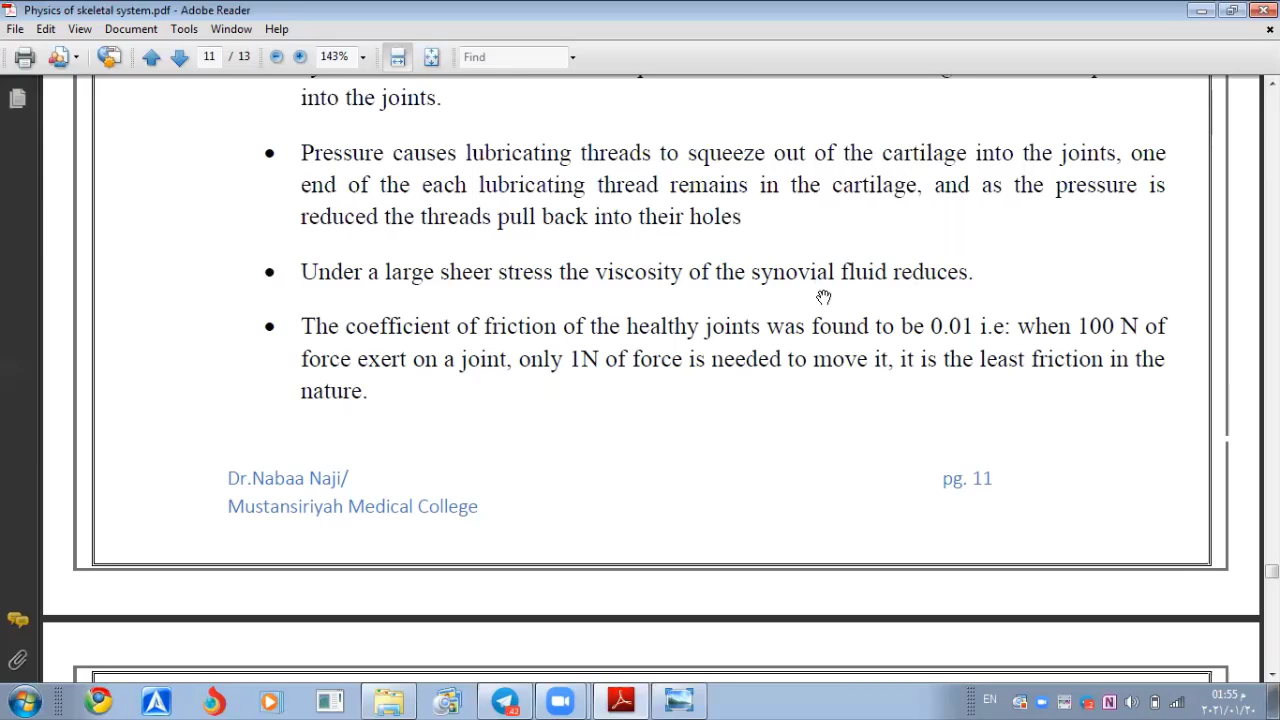 Physics of skeletal system.pdf - Adobe Reader
File Edit View Document Tools Window Help
11 / 13 143% Find
into the joints.
• Pressure causes lubricating threads to squeeze out of the cartilage into the joints, one
end of the each lubricating thread remains in the cartilage, and as the pressure is
reduced the threads pull back into their holes
• Under a large sheer stress the viscosity of the synovial fluid reduces.
• The coefficient of friction of the healthy joints was found to be 0.01 i.e: when 100 N of
force exert on a joint, only 1N of force is needed to move it, it is the least friction in the
nature.
Dr.Nabaa Naji/ pg. 11
Mustansiriyah Medical College
EN 01:55 م
٢٠٢١/٠١/٢٠